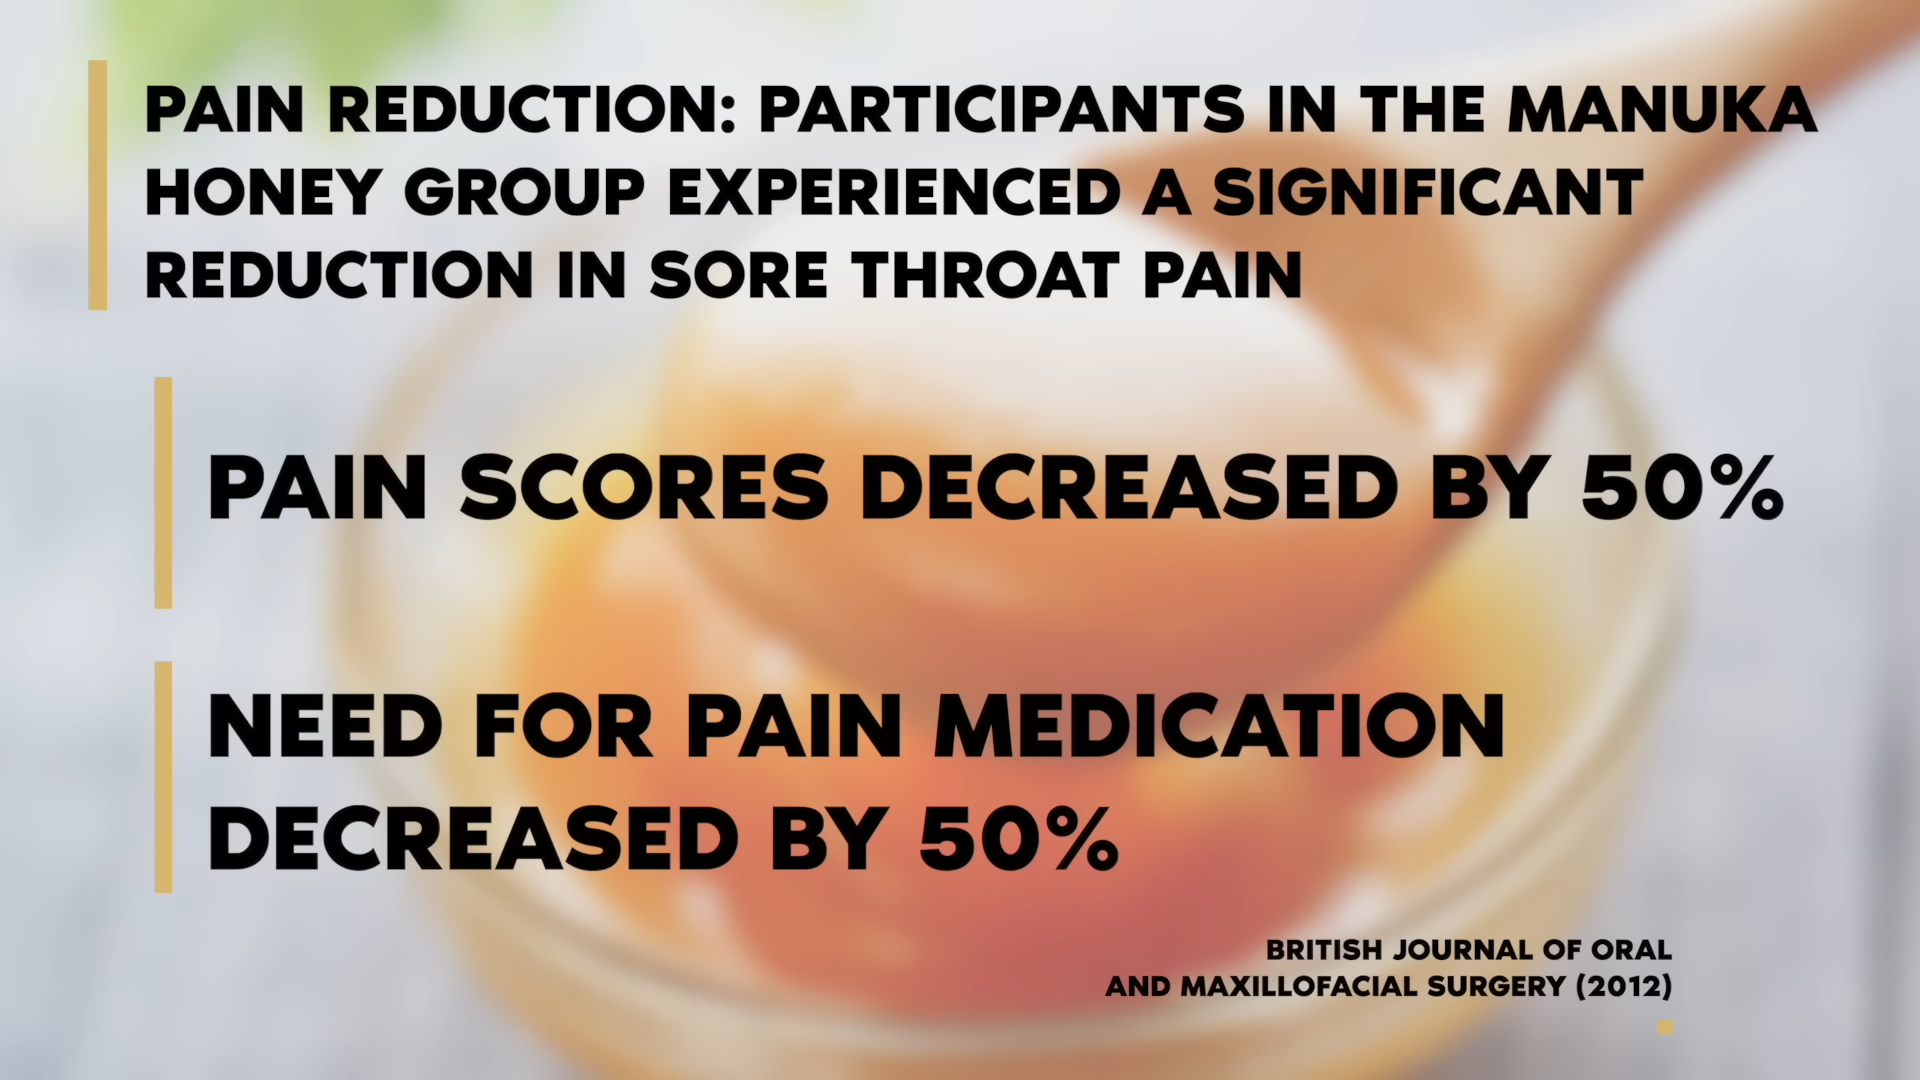 PAIN REDUCTION: PARTICIPANTS IN THE MANUKA
HONEY GROUP EXPERIENCED A SIGNIFICANT
REDUCTION IN SORE THROAT PAIN
PAIN SCORES DECREASED BY 50%
NEED FOR PAIN MEDICATION
DECREASED BY 50%
BRITISH JOURNAL OF ORAL
AND MAXILLOFACIAL SURGERY (2012)